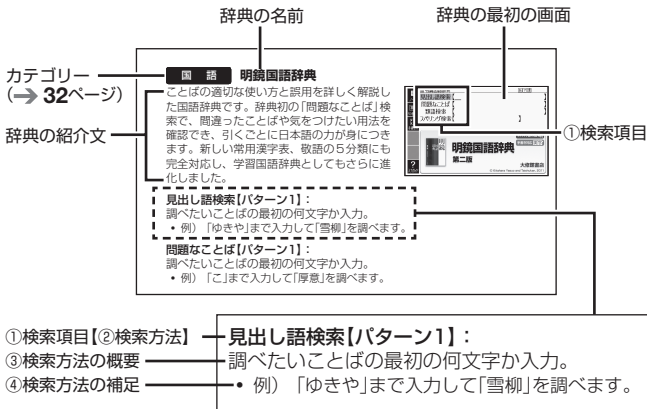 辞典の名前
辞典の最初の画面
カテゴリー
(→ 32ページ)
国 語 明鏡国語辞典
辞典の紹介文
ことばの適切な使い方と誤用を詳しく解説し
た国語辞典です。辞典初の「問題なことば」検
索で、間違ったことばや気をつけたい用法を
確認でき、引くごとに日本語の力が身につき
ます。新しい常用漢字表、敬語の5分類にも
完全対応し、学習国語辞典としてもさらに進
化しました。
見出し語検索【パターン1】：
調べたいことばの最初の何文字か入力。
• 例） 「ゆきや」まで入力して「雪柳」を調べます。
問題なことば【パターン1】：
調べたいことばの最初の何文字か入力。
• 例） 「こ」まで入力して「厚意」を調べます。
見出し語検索
問題なことば
類語検索
スペリング検索
明鏡国語辞典
第二版
大修館書店
①検索項目
①検索項目【②検索方法】
見出し語検索【パターン1】：
③検索方法の概要
調べたいことばの最初の何文字か入力。
④検索方法の補足
• 例） 「ゆきや」まで入力して「雪柳」を調べます。